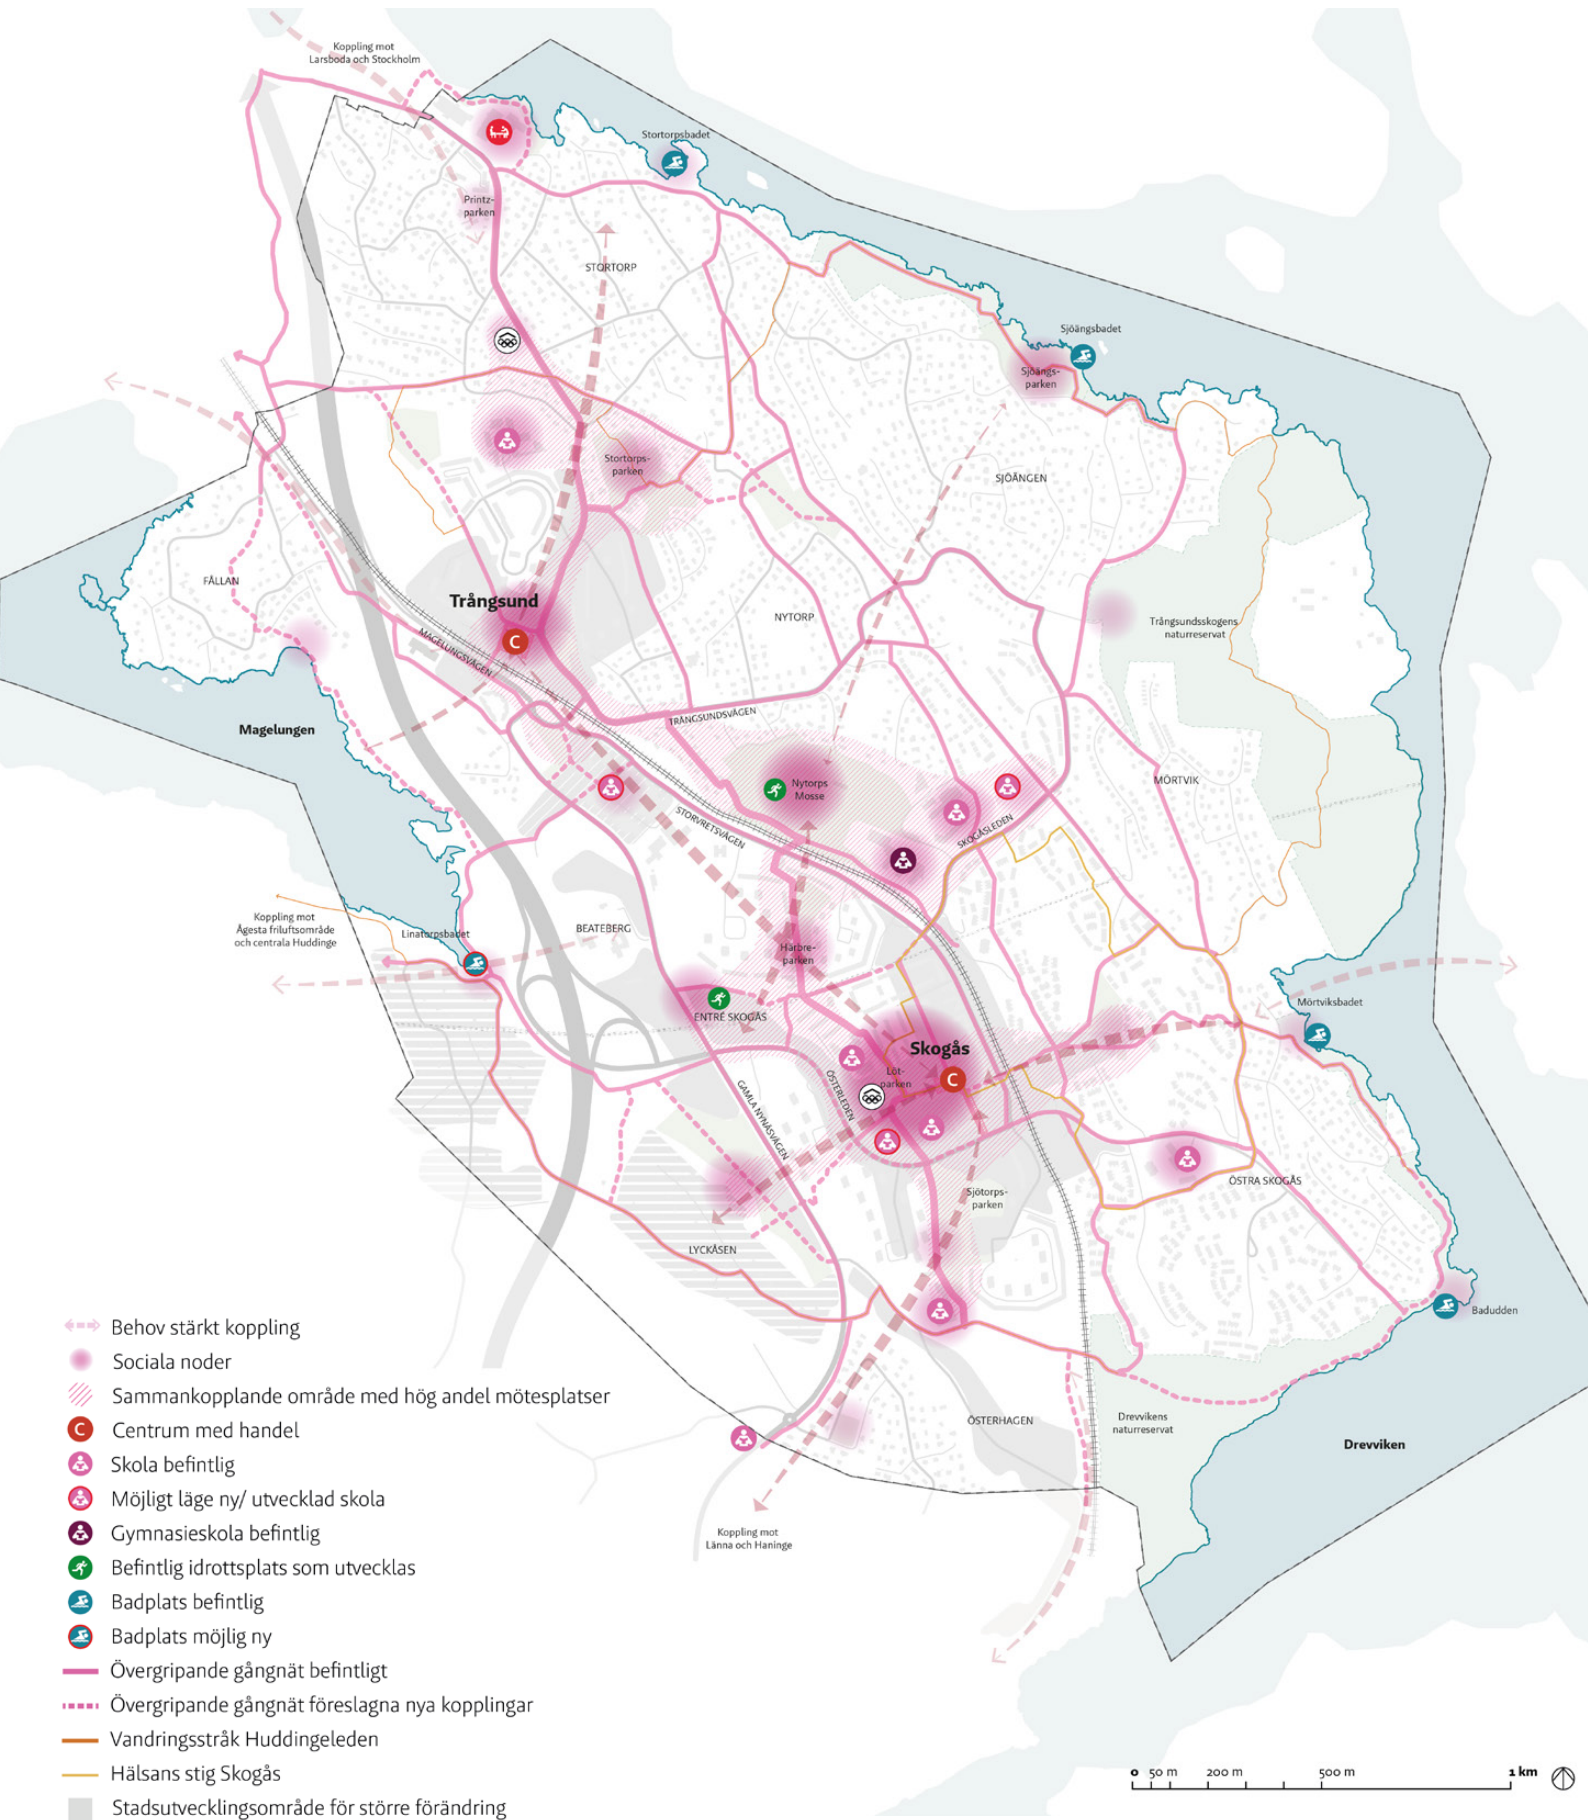 Koppling mot
Larsboda och Stockholm
Stortorpsbadet
Printz-
parken
STORTORP
Sjöängsbadet
Sjöängs-
parken
Stortorps-
parken
SJÖÄNGEN
FÅLLAN
Trångsund
C
MAGELUNGSVÄGEN
NYTORP
Trångsundsskogens
naturreservat
Magelungen
TRÅNGSUNDSVÄGEN
Nytorps
Mosse
MÖRTVIK
STORVRETSVÄGEN
SKOGÅSLEDEN
Koppling mot
Ågesta friluftsområde
och centrala Huddinge
Linatorpsbadet
BEATEBERG
Härbre-
parken
Mörtviksbadet
ENTRÉ SKOGÅS
Skogås
Löt-
parken
C
ÖSTERLEDEN
GAMLA NYNÄSVÄGEN
ÖSTRA SKOGÅS
Sjötorps-
parken
LYCKÅSEN
Badudden
ÖSTERHAGEN
Drevvikens
naturreservat
Drevviken
Koppling mot
Länna och Haninge
Behov stärkt koppling
Sociala noder
Sammankopplande område med hög andel mötesplatser
C Centrum med handel
Skola befintlig
Möjligt läge ny/ utvecklad skola
Gymnasieskola befintlig
Befintlig idrottsplats som utvecklas
Badplats befintlig
Badplats möjlig ny
Övergripande gångnät befintligt
Övergripande gångnät föreslagna nya kopplingar
Vandringsstråk Huddingeleden
Hälsans stig Skogås
Stadsutvecklingsområde för större förändring
0 50 m 200 m 500 m 1 km